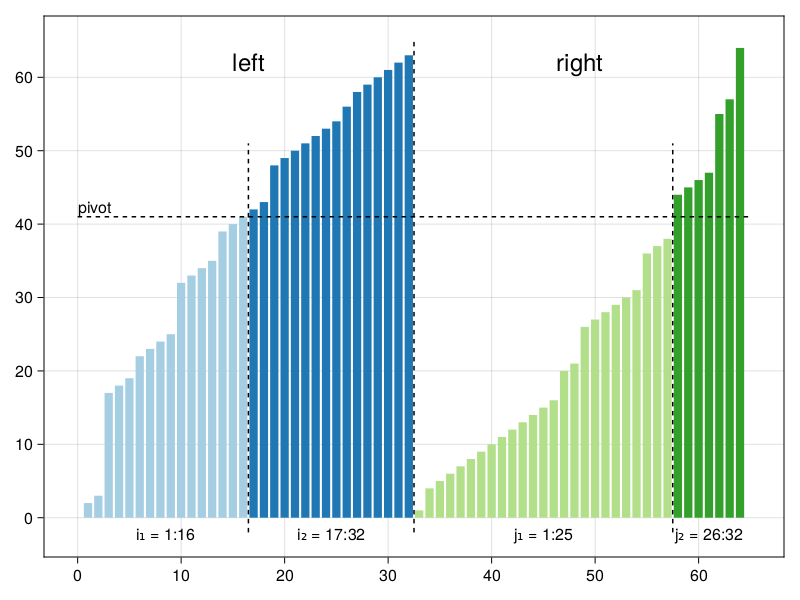 left
right
pivot
60
50
40
30
20
10
0
i₁ = 1:16
i₂ = 17:32
j₁ = 1:25
j₂ = 26:32
0
10
20
30
40
50
60